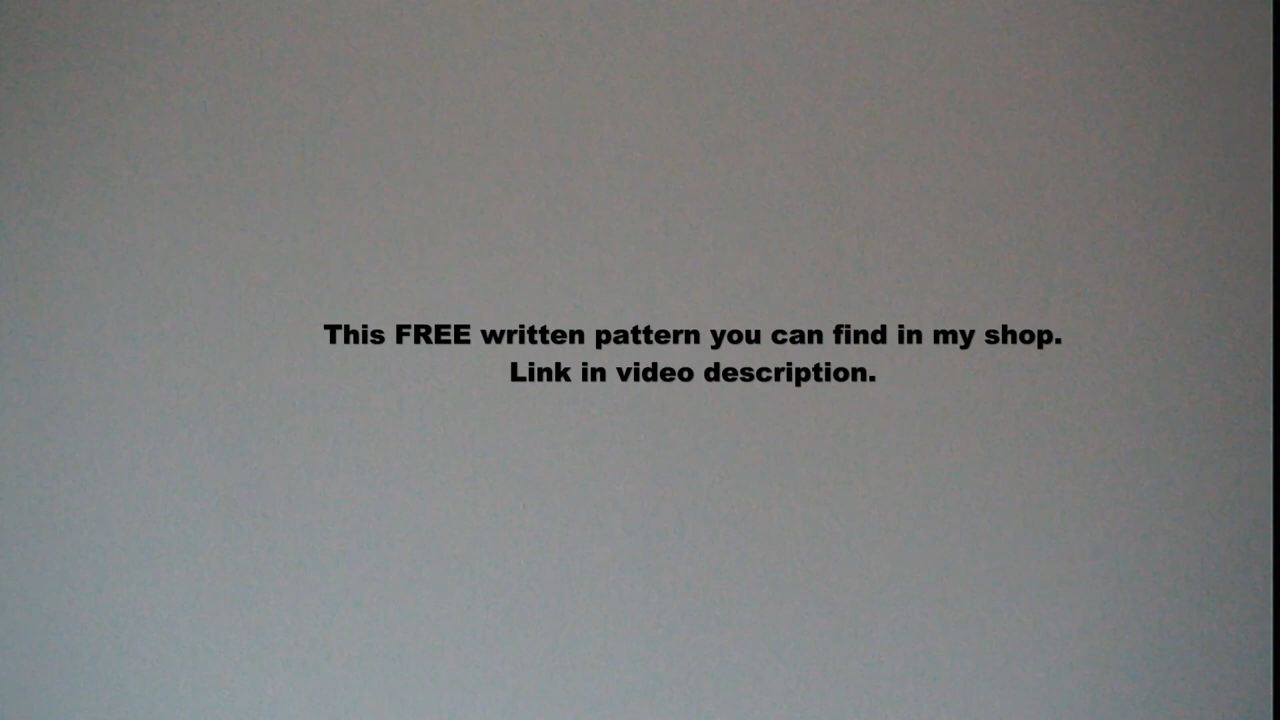 This FREE written pattern you can find in my shop.
Link in video description.